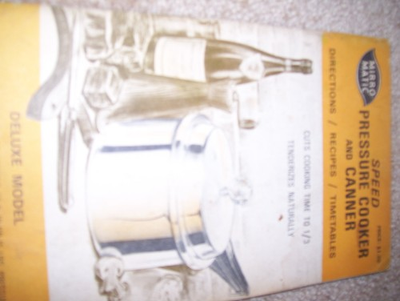 MIRRO
MATIC
SPEED
PRESSURE COOKER
AND CANNER
DIRECTIONS / RECIPES / TIMETABLES
CUTS COOKING TIME TO 1/3
TENDERIZES NATURALLY
DELUXE MODEL